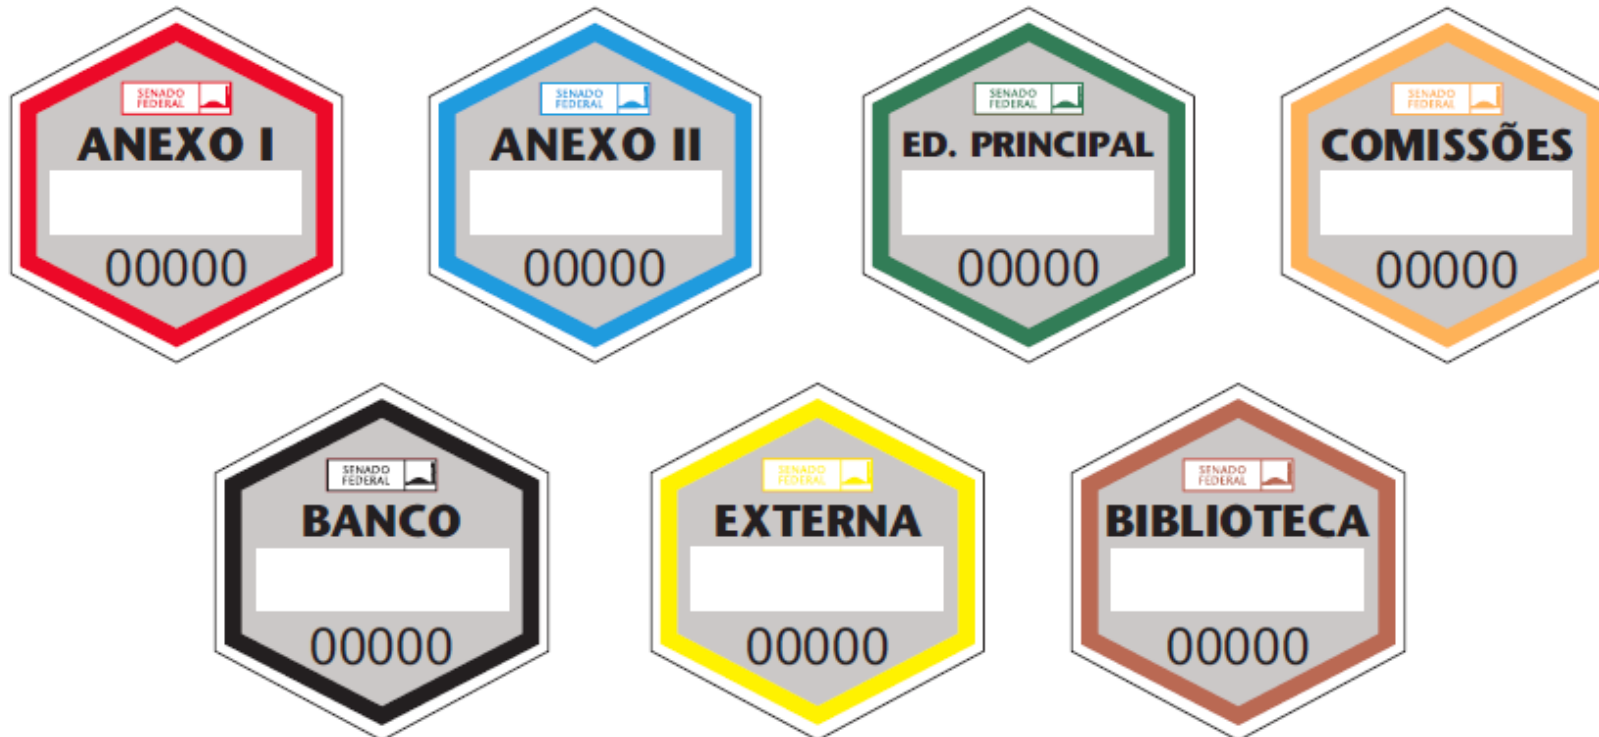 SENADO
FEDERAL
ANEXO I
00000
SENADO
FEDERAL
ANEXO II
00000
SENADO
FEDERAL
ED. PRINCIPAL
00000
SENADO
FEDERAL
COMISSÕES
00000
SENADO
FEDERAL
BANCO
00000
SENADO
FEDERAL
EXTERNA
00000
SENADO
FEDERAL
BIBLIOTECA
00000